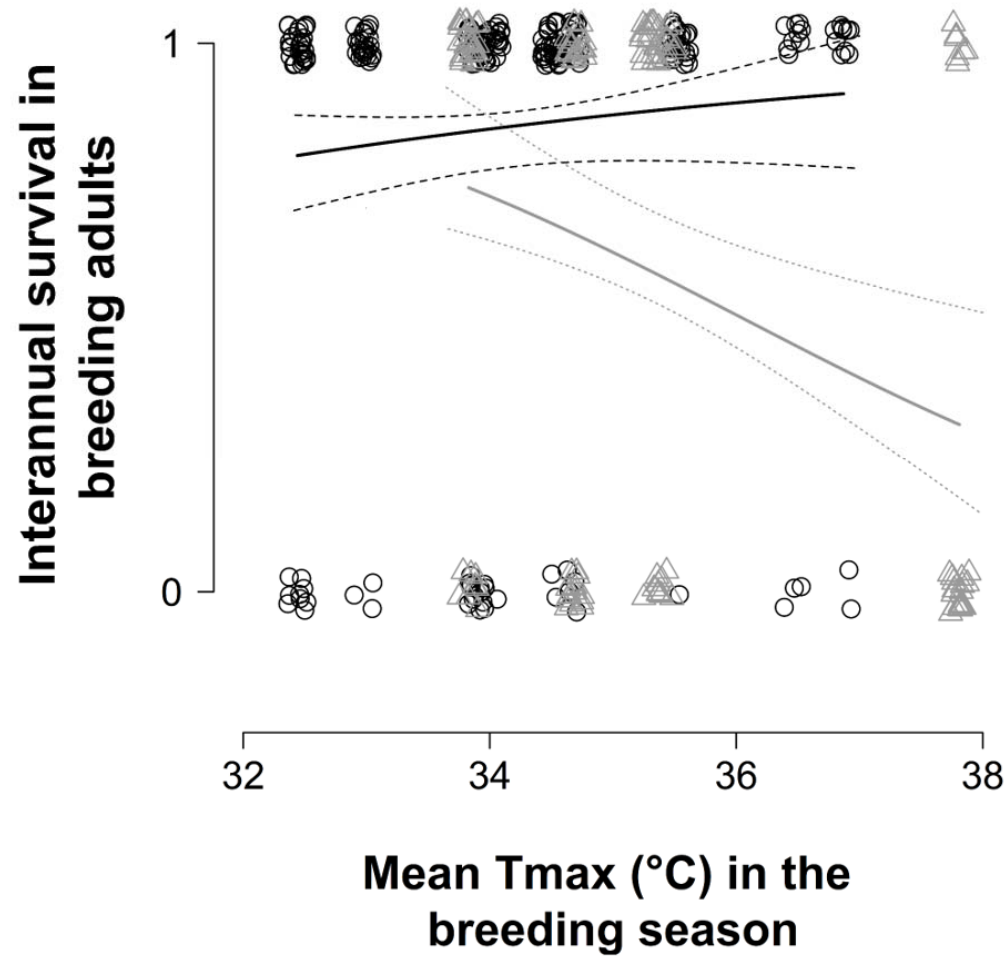 Interannual survival in
breeding adults
1
0
32 34 36 38
Mean Tmax (°C) in the
breeding season